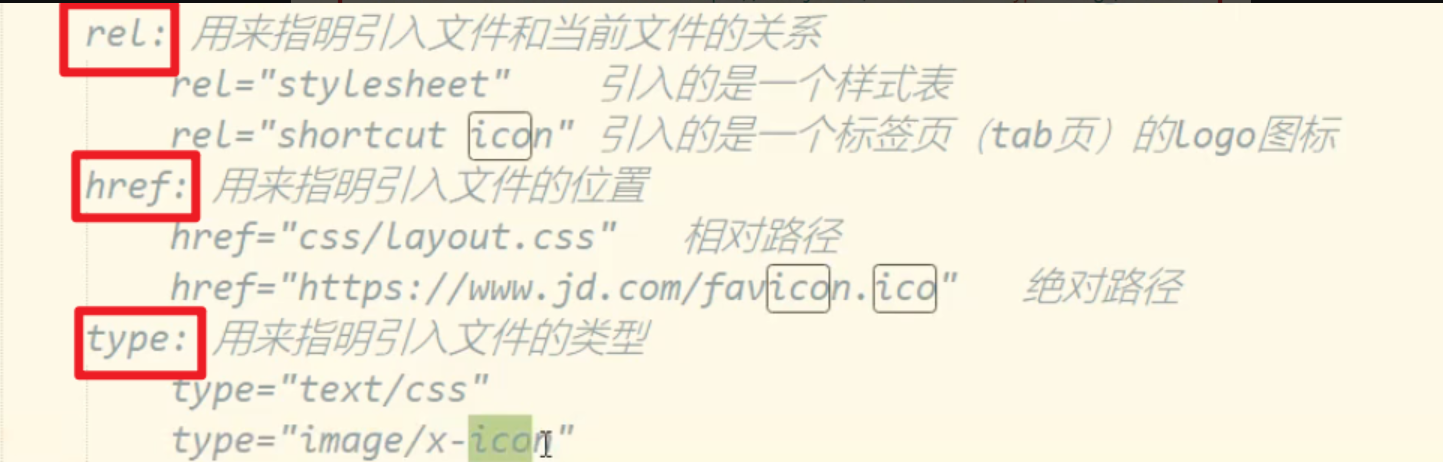 rel: 用来指明引入文件和当前文件的关系
rel="stylesheet" 引入的是一个样式表
rel="shortcut icon" 引入的是一个标签页（tab页）的logo图标
href: 用来指明引入文件的位置
href="css/layout.css" 相对路径
href="https://www.jd.com/favicon.ico" 绝对路径
type: 用来指明引入文件的类型
type="text/css"
type="image/x-icon"